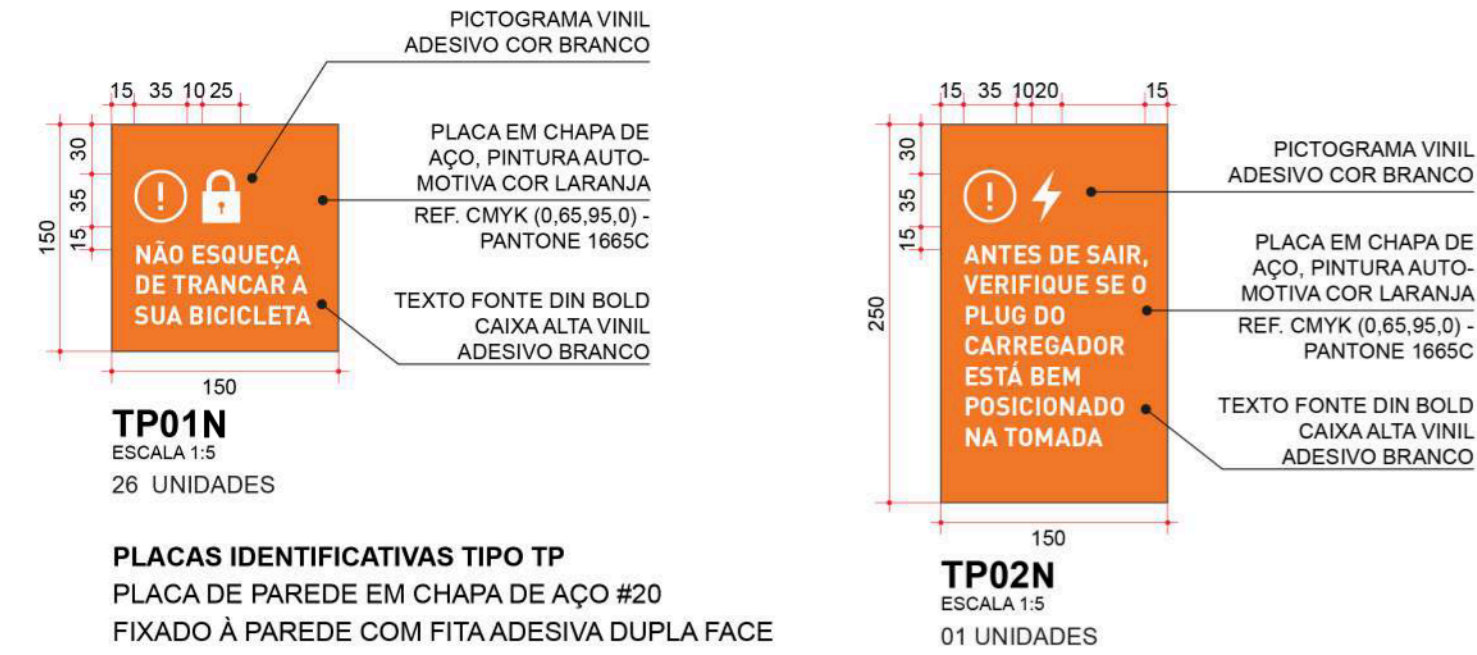 PICTOGRAMA VINIL
ADESIVO COR BRANCO
15 35 10 25
PLACA EM CHAPA DE
AÇO, PINTURA AUTO-
MOTIVA COR LARANJA
REF. CMYK (0,65,95,0) -
PANTONE 1665C
TEXTO FONTE DIN BOLD
CAIXA ALTA VINIL
ADESIVO BRANCO
150
30
35
15
NÃO ESQUEÇA
DE TRANCAR A
SUA BICICLETA
150
TP01N
ESCALA 1:5
26 UNIDADES
PLACAS IDENTIFICATIVAS TIPO TP
PLACA DE PAREDE EM CHAPA DE AÇO #20
FIXADO À PAREDE COM FITA ADESIVA DUPLA FACE
15 35 10 20 15
PICTOGRAMA VINIL
ADESIVO COR BRANCO
PLACA EM CHAPA DE
AÇO, PINTURA AUTO-
MOTIVA COR LARANJA
REF. CMYK (0,65,95,0) -
PANTONE 1665C
TEXTO FONTE DIN BOLD
CAIXA ALTA VINIL
ADESIVO BRANCO
250
30
35
15
ANTES DE SAIR,
VERIFIQUE SE O
PLUG DO
CARREGADOR
ESTÁ BEM
POSICIONADO
NA TOMADA
150
TP02N
ESCALA 1:5
01 UNIDADES